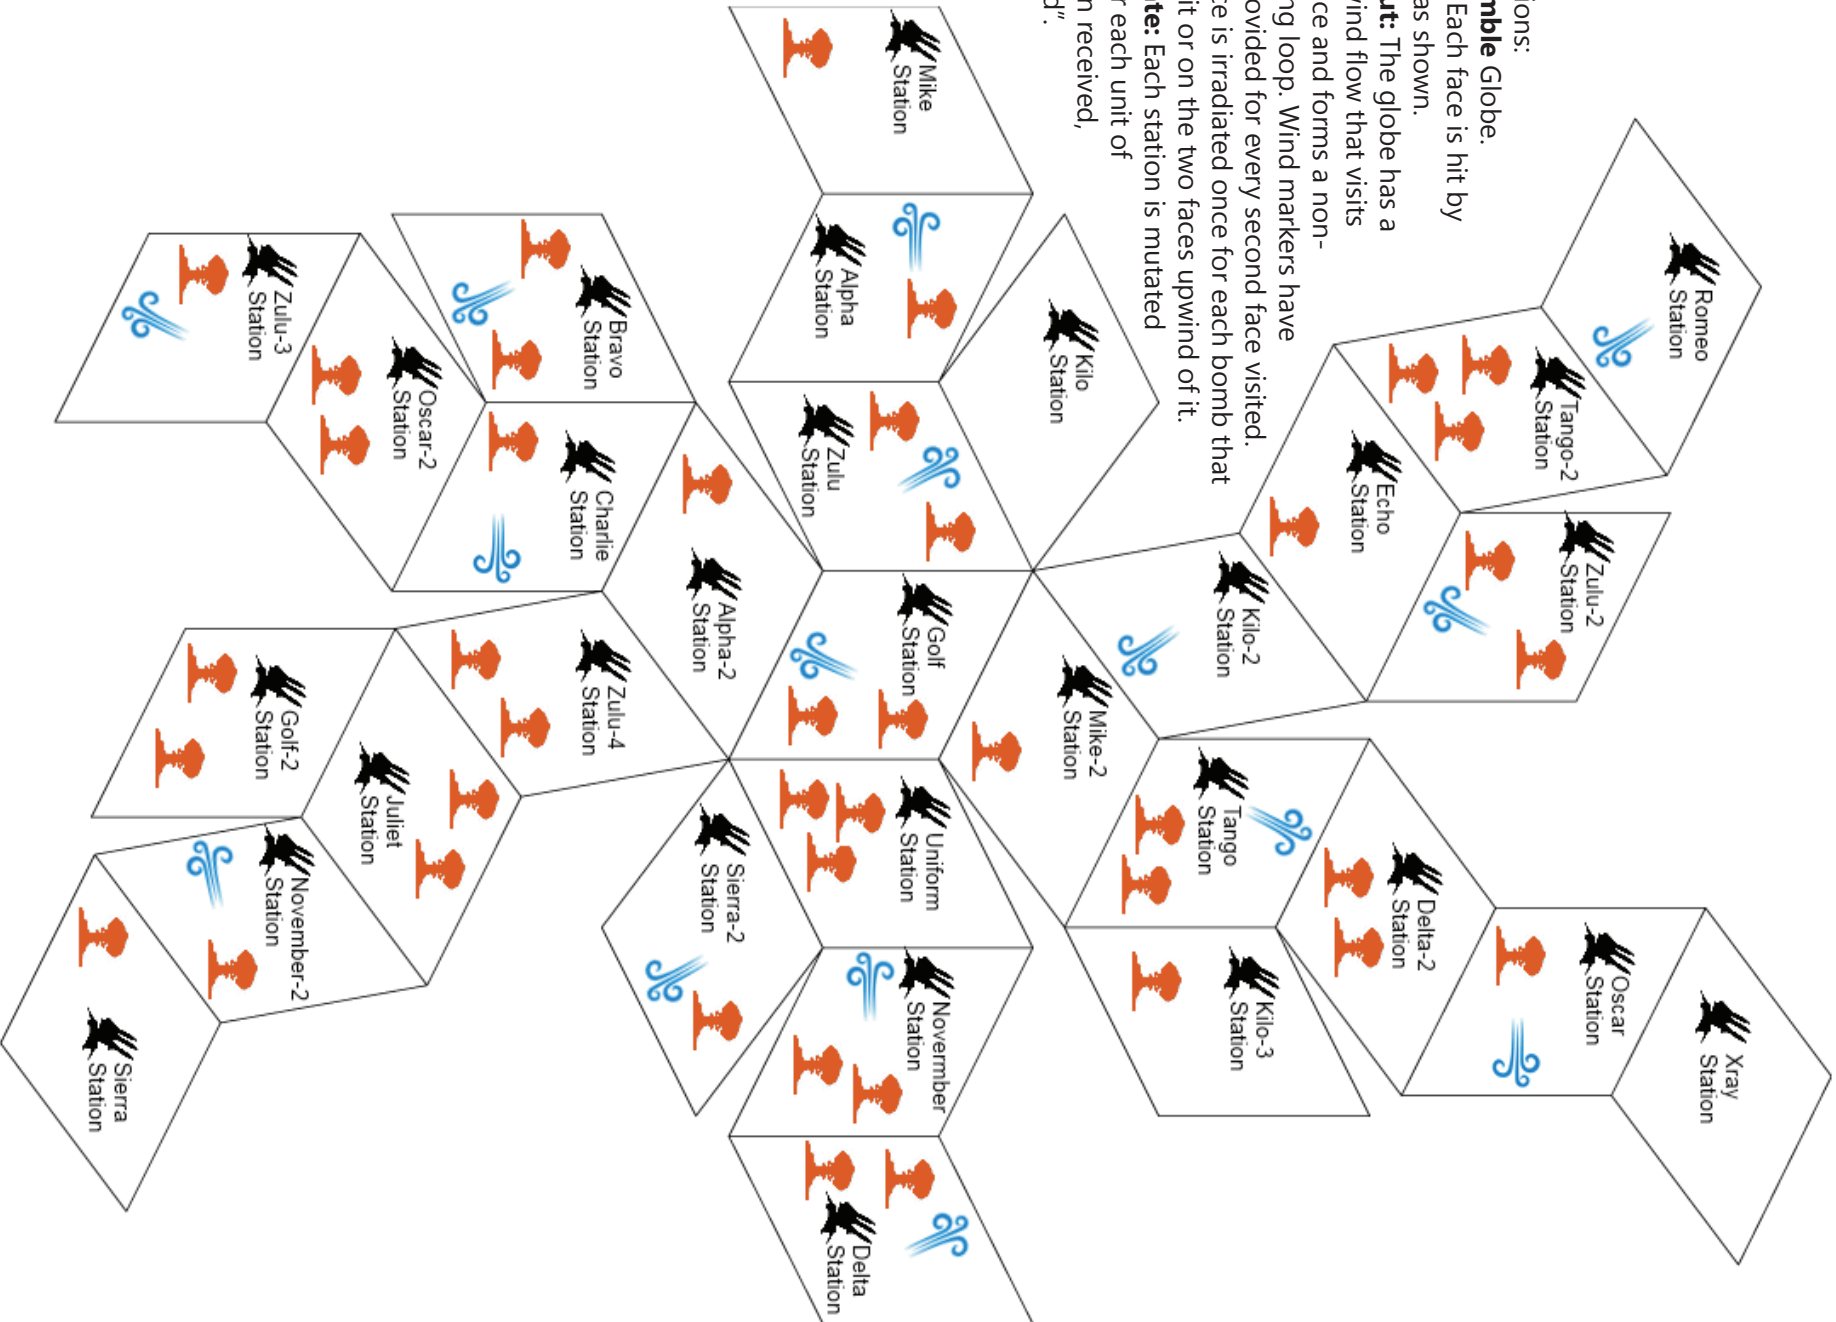 ions:
mble Globe.
Each face is hit by
as shown.
ut: The globe has a
wind flow that visits
ce and forms a non-
ng loop. Wind markers have
ovided for every second face visited.
ce is irradiated once for each bomb that
it or on the two faces upwind of it.
ate: Each station is mutated
r each unit of
n received,
d".
Romeo
Station
Tango-2
Station
Zulu-2
Station
Echo
Station
Kilo-2
Station
Kilo
Station
Mike
Station
Alpha
Station
Zulu
Station
Golf
Station
Mike-2
Station
Tango
Station
Delta-2
Station
Oscar
Station
Xray
Station
Kilo-3
Station
Uniform
Station
Novermber
Station
Delta
Station
Sierra-2
Station
Alpha-2
Station
Bravo
Station
Charlie
Station
Oscar-2
Station
Zulu-3
Station
Zulu-4
Station
Juliet
Station
Golf-2
Station
November-2
Station
Sierra
Station